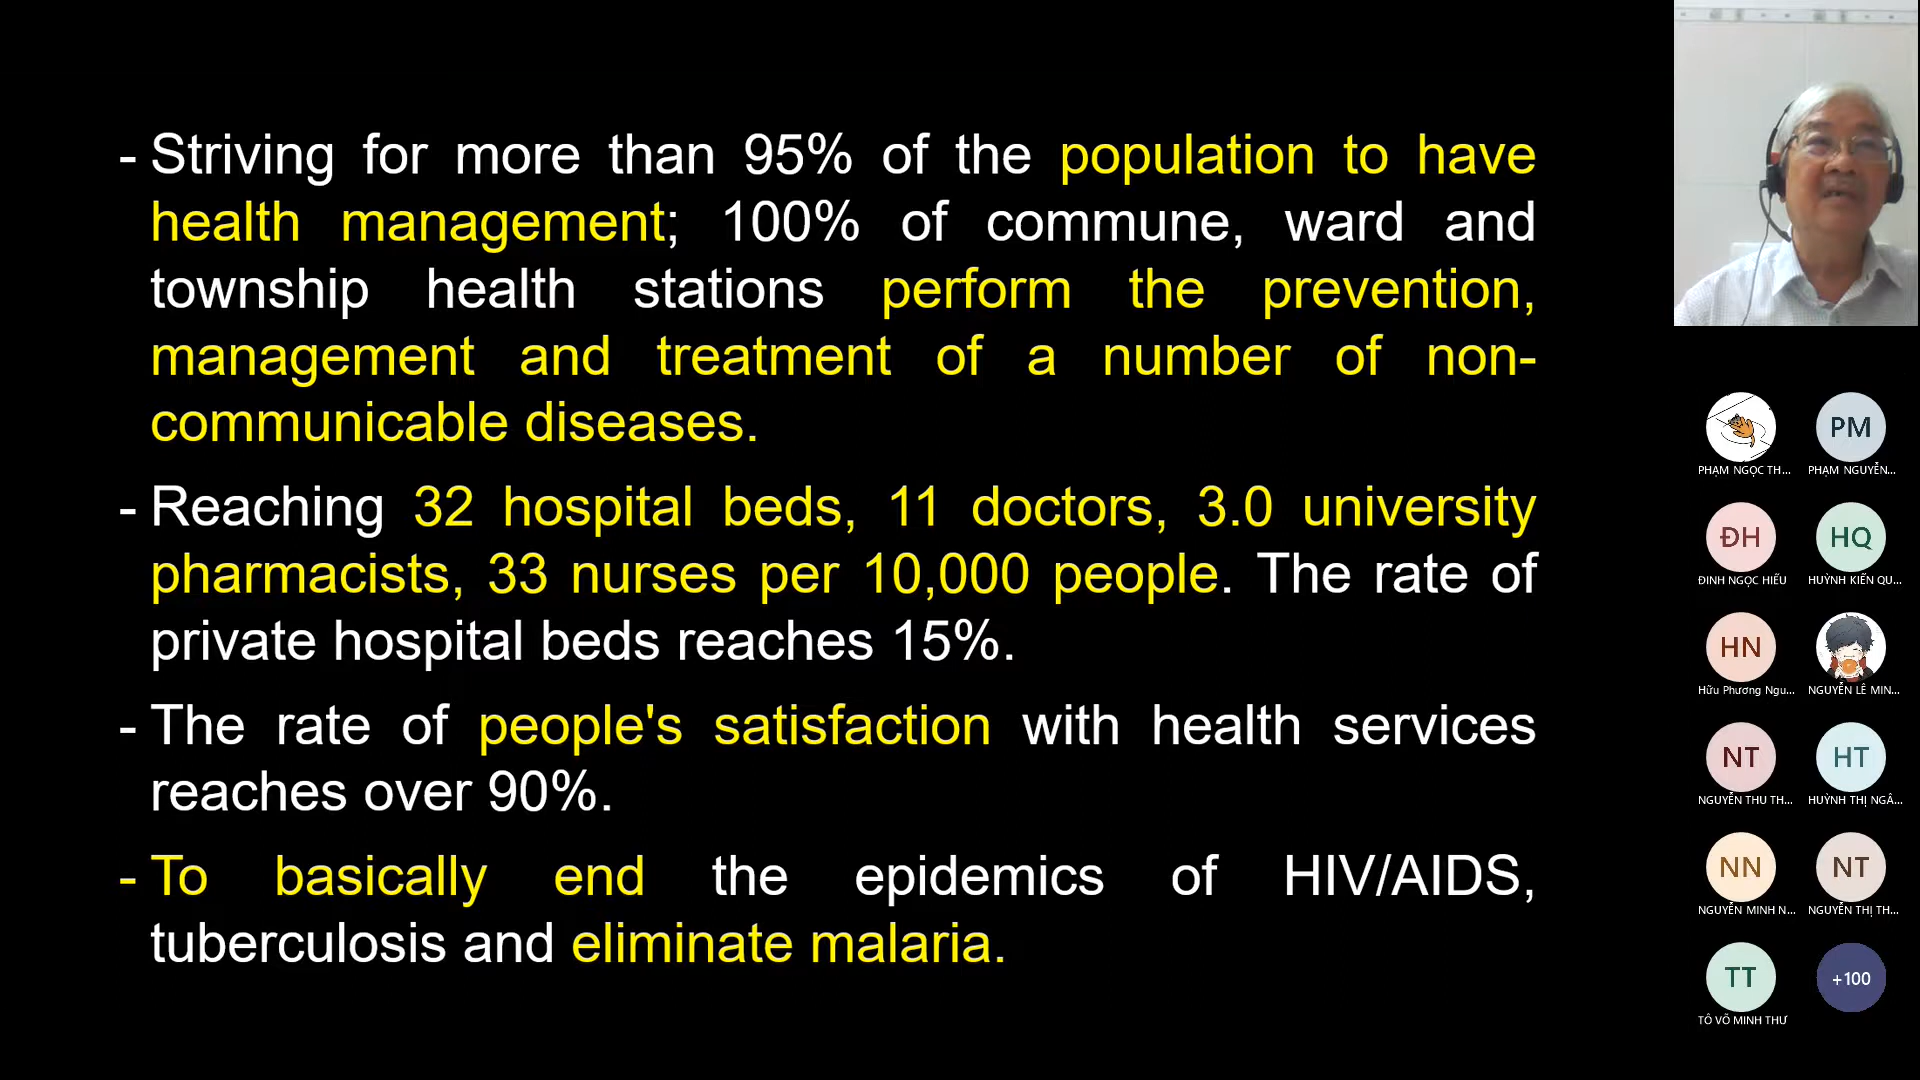 - Striving for more than 95% of the population to have
health management; 100% of commune, ward and
township health stations perform the prevention,
management and treatment of a number of non-
communicable diseases.
- Reaching 32 hospital beds, 11 doctors, 3.0 university
pharmacists, 33 nurses per 10,000 people. The rate of
private hospital beds reaches 15%.
- The rate of people's satisfaction with health services
reaches over 90%.
- To basically end the epidemics of HIV/AIDS,
tuberculosis and eliminate malaria.
PHẠM NGỌC TH...
PM
PHẠM NGUYỄN...
ĐH
ĐINH NGỌC HIẾU
HQ
HUỲNH KIẾN QU...
HN
Hữu Phương Ngu...
NGUYỄN LÊ MIN...
NT
NGUYỄN THU TH...
HT
HUỲNH THỊ NGÂ...
NN
NGUYỄN MINH N...
NT
NGUYỄN THỊ TH...
TT
TÔ VÕ MINH THƯ
+100